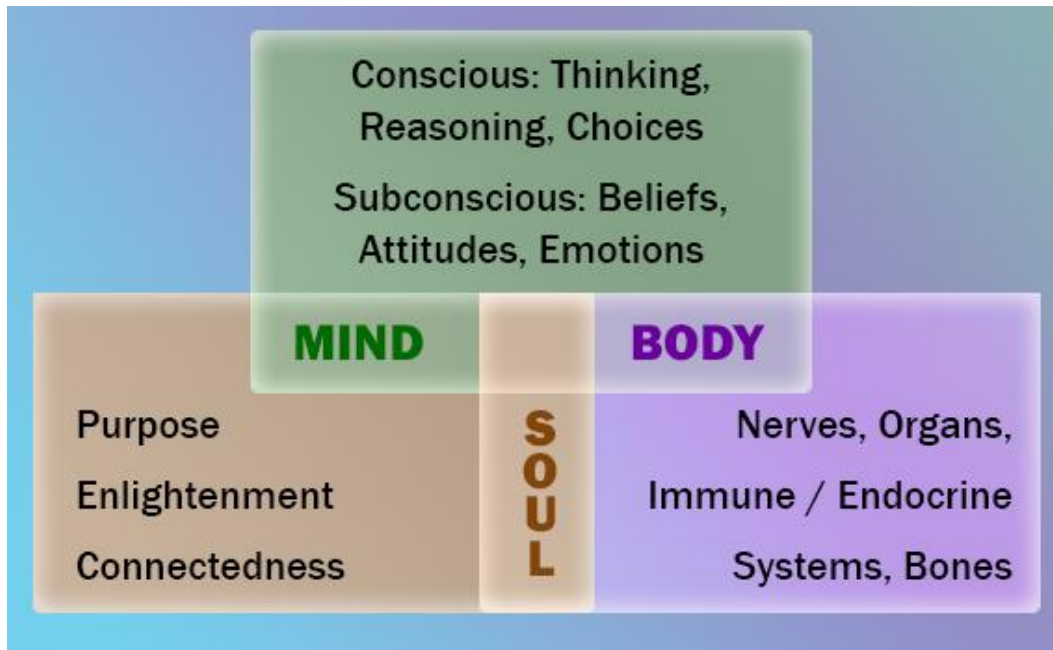 Conscious: Thinking,
Reasoning, Choices
Subconscious: Beliefs,
Attitudes, Emotions
MIND
BODY
SOUL
Purpose
Enlightenment
Connectedness
Nerves, Organs,
Immune / Endocrine
Systems, Bones